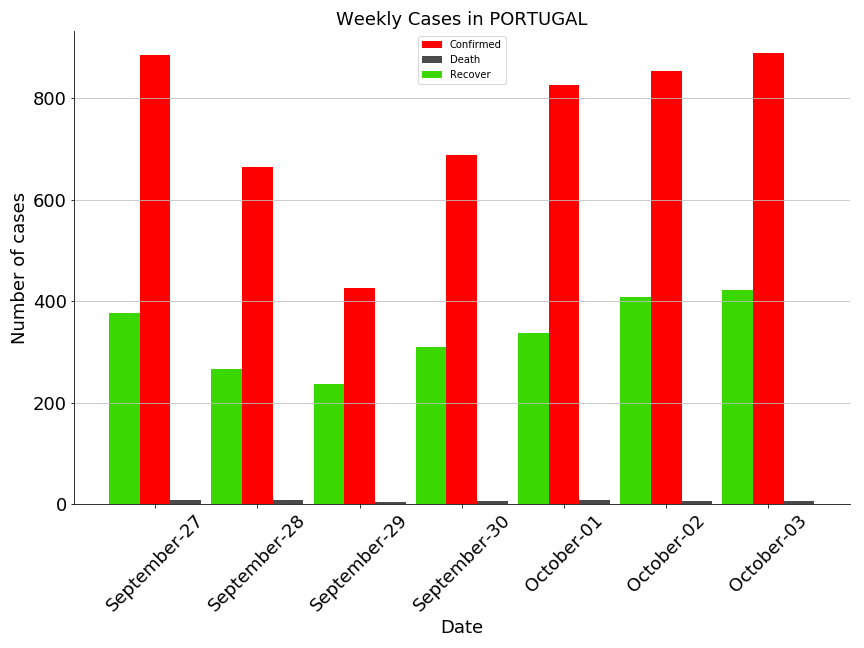 Weekly Cases in PORTUGAL
Confirmed
Death
Recover
Number of cases
800
600
400
200
0
September-27
September-28
September-29
September-30
October-01
October-02
October-03
Date